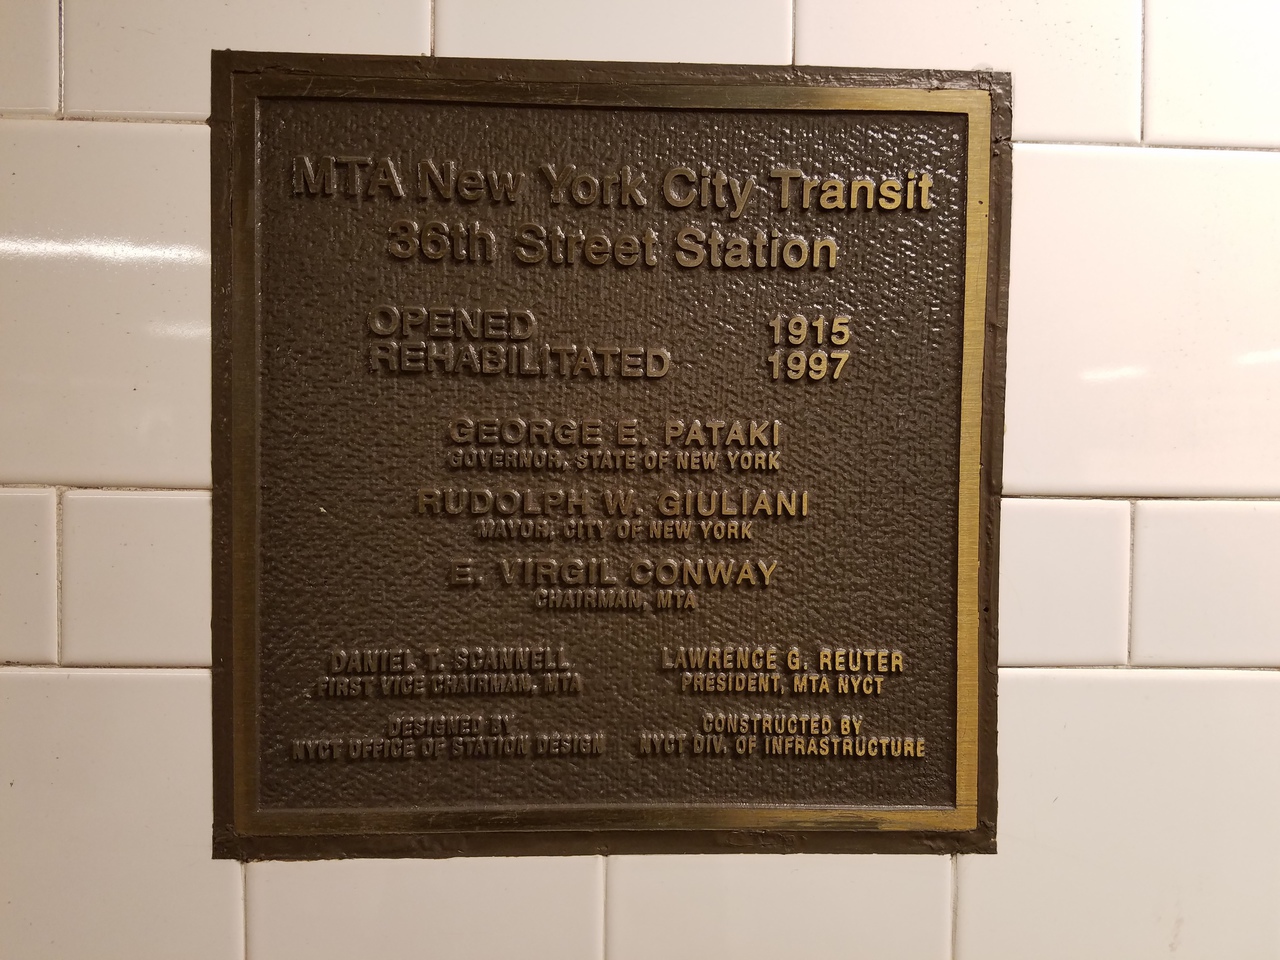 MTA New York City Transit
36th Street Station
OPENED 1915
REHABILITATED 1997
GEORGE E. PATAKI
GOVERNOR, STATE OF NEW YORK
RUDOLPH W. GIULIANI
MAYOR, CITY OF NEW YORK
E. VIRGIL CONWAY
CHAIRMAN, MTA
DANIEL T. SCANNELL
FIRST VICE CHAIRMAN, MTA
LAWRENCE G. REUTER
PRESIDENT, MTA NYCT
DESIGNED BY
NYCT OFFICE OF STATION DESIGN
CONSTRUCTED BY
NYCT DIV. OF INFRASTRUCTURE